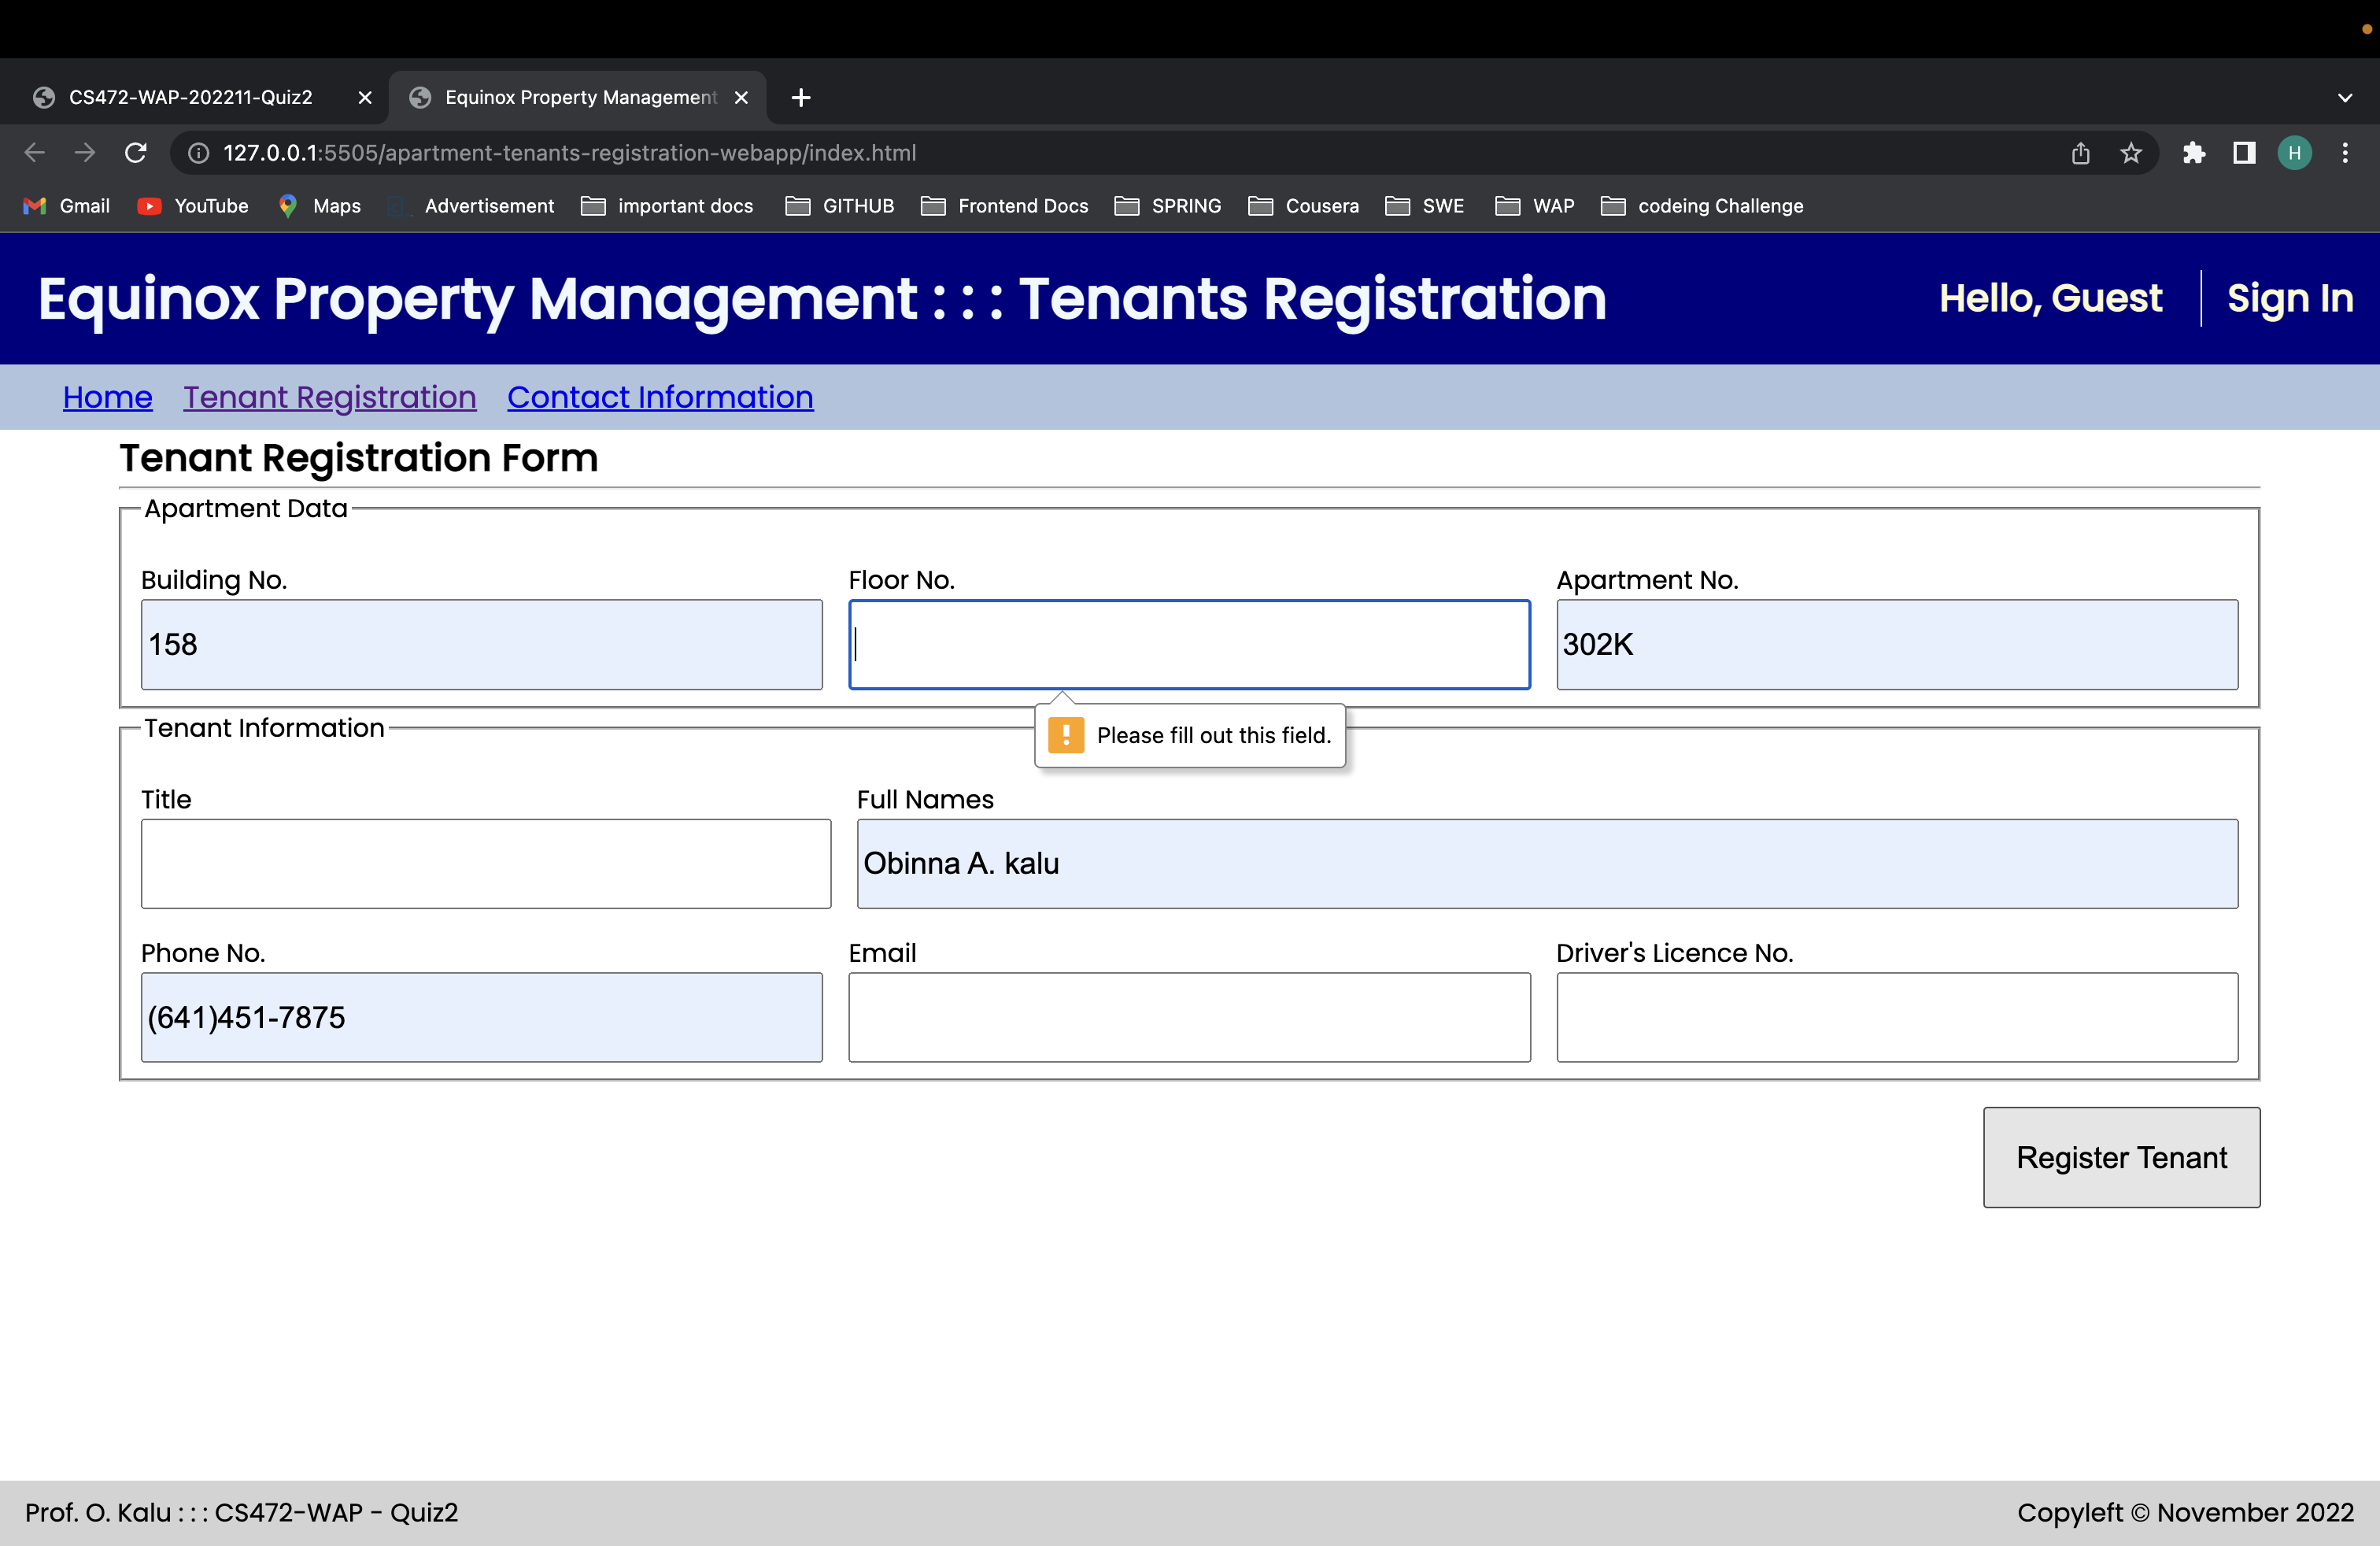 CS472-WAP-202211-Quiz2 Equinox Property Management
127.0.0.1:5505/apartment-tenants-registration-webapp/index.html H
Gmail YouTube Maps Advertisement important docs GITHUB Frontend Docs SPRING Cousera SWE WAP codeing Challenge
Equinox Property Management : : : Tenants Registration Hello, Guest Sign In
Home Tenant Registration Contact Information
Tenant Registration Form
Apartment Data
Building No. Floor No. Apartment No.
158 302K
Please fill out this field.
Tenant Information
Title Full Names
Obinna A. kalu
Phone No. Email Driver's Licence No.
(641)451-7875
Register Tenant
Prof. O. Kalu : : : CS472-WAP - Quiz2 Copyleft © November 2022